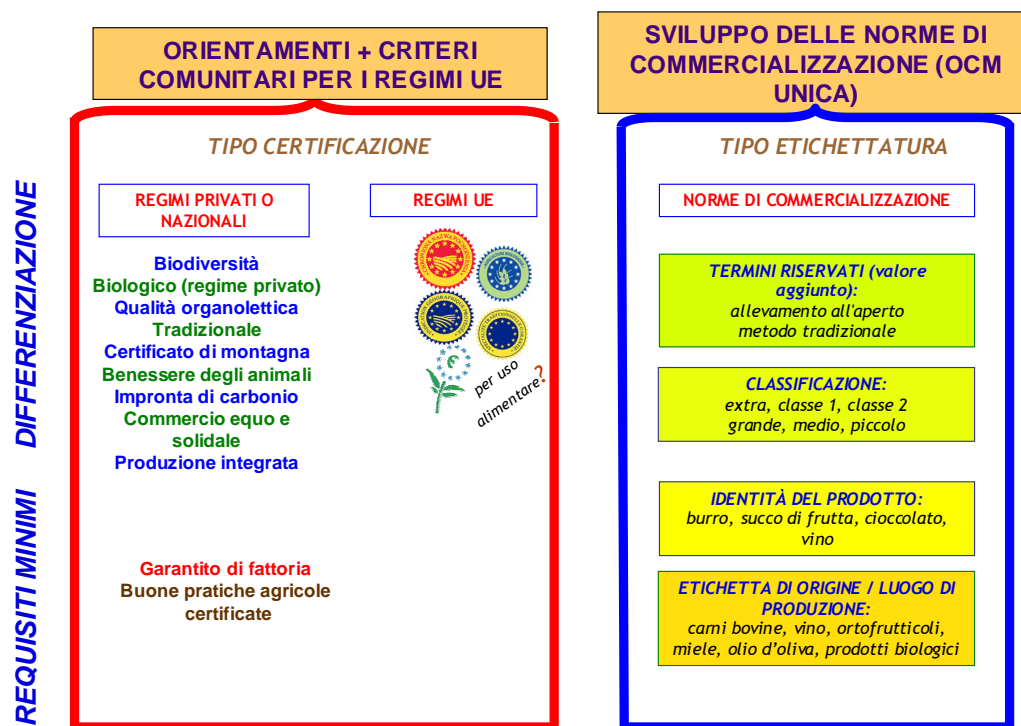 ORIENTAMENTI + CRITERI
COMUNITARI PER I REGIMI UE
SVILUPPO DELLE NORME DI
COMMERCIALIZZAZIONE (OCM
UNICA)
TIPO CERTIFICAZIONE
TIPO ETICHETTATURA
DIFFERENZIAZIONE
REQUISITI MINIMI
REGIMI PRIVATI O
NAZIONALI
REGIMI UE
NORME DI COMMERCIALIZZAZIONE
Biodiversità
Biologico (regime privato)
Qualità organolettica
Tradizionale
Certificato di montagna
Benessere degli animali
Impronta di carbonio
Commercio equo e
solidale
Produzione integrata
Garantito di fattoria
Buone pratiche agricole
certificate
per uso
alimentare?
TERMINI RISERVATI (valore
aggiunto):
allevamento all'aperto
metodo tradizionale
CLASSIFICAZIONE:
extra, classe 1, classe 2
grande, medio, piccolo
IDENTITÀ DEL PRODOTTO:
burro, succo di frutta, cioccolato,
vino
ETICHETTA DI ORIGINE / LUOGO DI
PRODUZIONE:
carni bovine, vino, ortofrutticoli,
miele, olio d’oliva, prodotti biologici